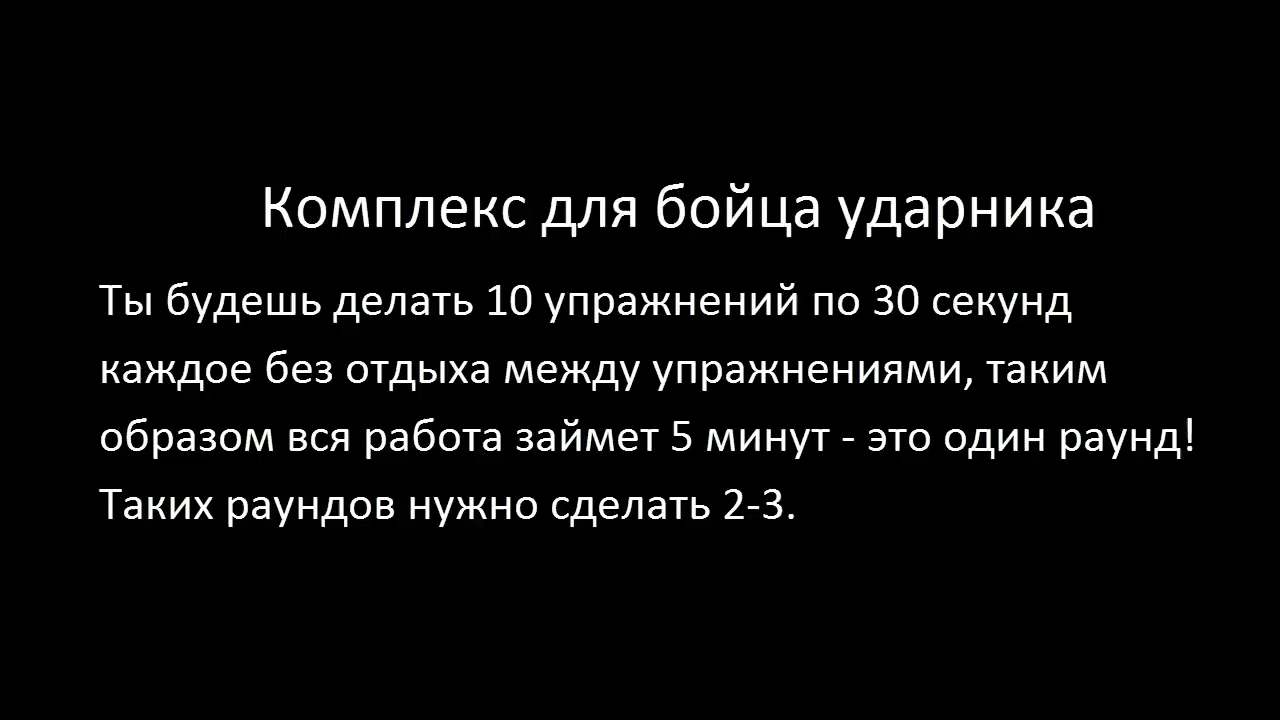 Комплекс для бойца ударника
Ты будешь делать 10 упражнений по 30 секунд
каждое без отдыха между упражнениями, таким
образом вся работа займет 5 минут - это один раунд!
Таких раундов нужно сделать 2-3.